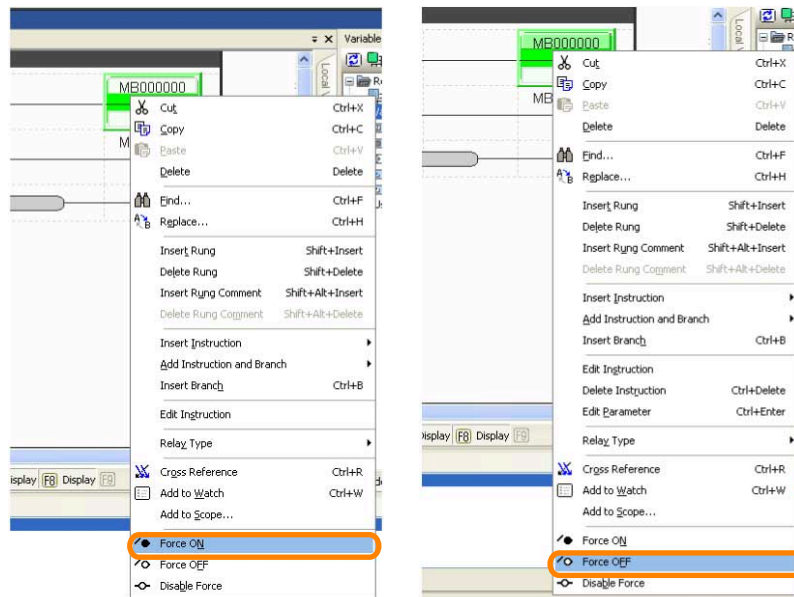 Variable
Local V
MB000000
M
Cut Ctrl+X
Copy Ctrl+C
Paste Ctrl+V
Delete Delete
Find... Ctrl+F
Replace... Ctrl+H
Insert Rung Shift+Insert
Delete Rung Shift+Delete
Insert Rung Comment Shift+Alt+Insert
Delete Rung Comment Shift+Alt+Delete
Insert Instruction
Add Instruction and Branch
Insert Branch Ctrl+B
Edit Instruction
Relay Type
Cross Reference Ctrl+R
Add to Watch Ctrl+W
Add to Scope...
Force ON
Force OFF
Disable Force
isplay F8 Display F9
Local V
MB000000
MB
Cut Ctrl+X
Copy Ctrl+C
Paste Ctrl+V
Delete Delete
Find... Ctrl+F
Replace... Ctrl+H
Insert Rung Shift+Insert
Delete Rung Shift+Delete
Insert Rung Comment Shift+Alt+Insert
Delete Rung Comment Shift+Alt+Delete
Insert Instruction
Add Instruction and Branch
Insert Branch Ctrl+B
Edit Instruction
Delete Instruction Ctrl+Delete
Edit Parameter Ctrl+Enter
Relay Type
Cross Reference Ctrl+R
Add to Watch Ctrl+W
Add to Scope...
Force ON
Force OFF
Disable Force
isplay F8 Display F9